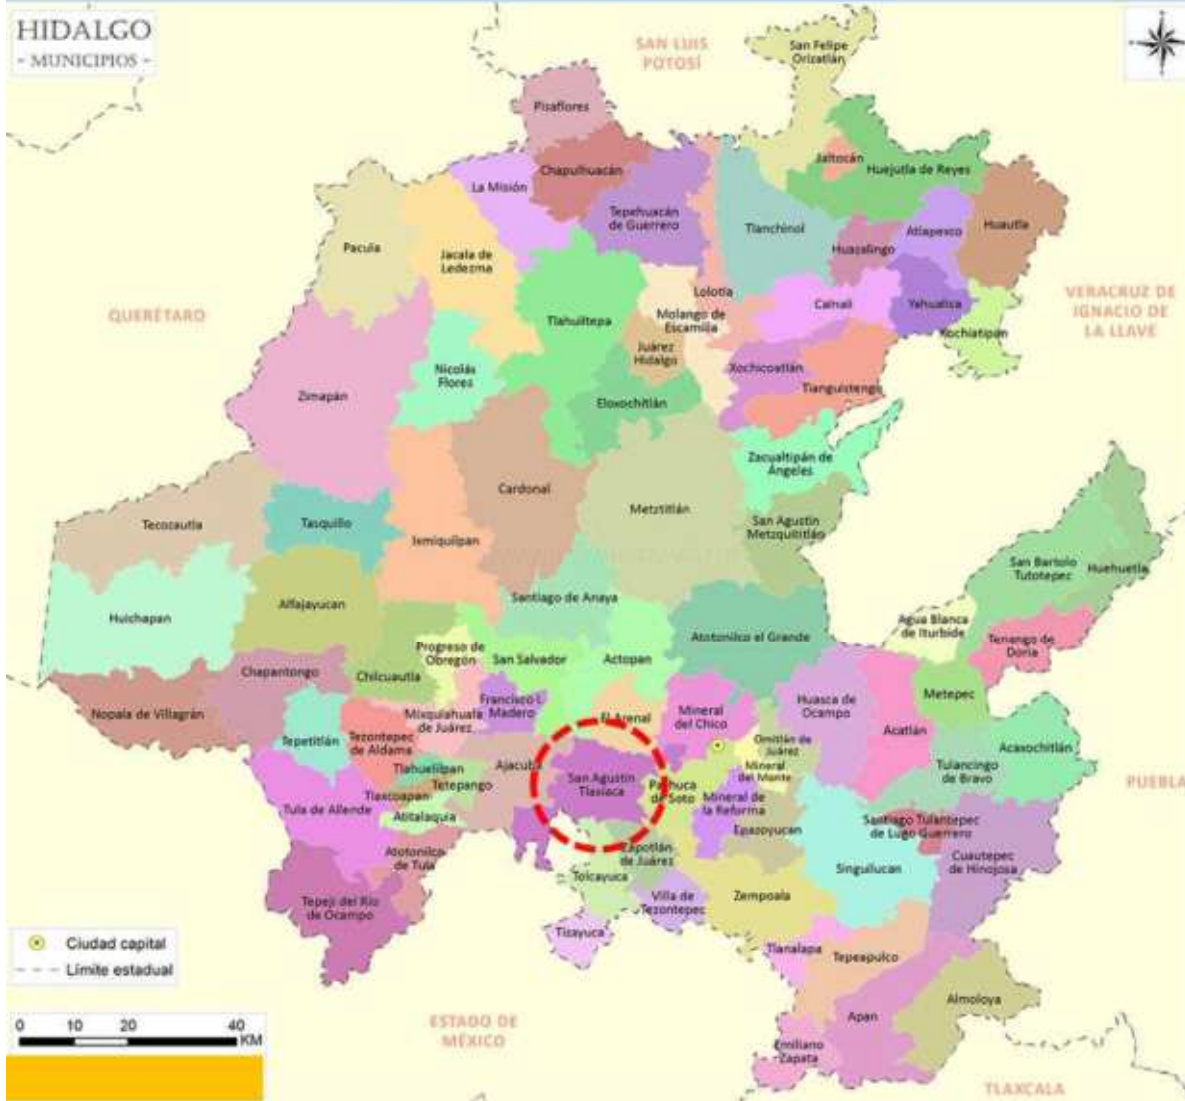 HIDALGO
- MUNICIPIOS -
SAN LUIS
POTOSÍ
San Felipe
Orizatlán
Pisaflores
Jaltocán
Huejutla de Reyes
Chapulhuacán
La Misión
Tepehuacán
de Guerrero
Tlanchinol
Atlapexco
Huautla
Huazalingo
Pacula
Jacala de
Ledezma
Lolotla
Calnali
Yahualica
VERACRUZ DE
IGNACIO DE
LA LLAVE
QUERÉTARO
Tlahuiltepa
Molango de
Escamilla
Xochiatipan
Juárez
Hidalgo
Nicolás
Flores
Xochicoatlán
Tianguistengo
Zimapán
Eloxochitlán
Zacualtipán de
Ángeles
Cardonal
Metztitlán
Tecozautla
Tasquillo
Ixmiquilpan
San Agustín
Metzquititlán
San Bartolo
Tutotepec
Huehuetla
Huichapan
Alfajayucan
Santiago de Anaya
Agua Blanca
de Iturbide
Tenango de
Doria
Atotonilco el Grande
Progreso de
Obregón
San Salvador
Actopan
Chapantongo
Chilcuautla
Metepec
Nopala de Villagrán
Mixquiahuala
de Juárez
Francisco I.
Madero
El Arenal
Mineral
del Chico
Huasca de
Ocampo
Acatlán
Tepetitlán
Tezontepec
de Aldama
Omitlán de
Juárez
Acaxochitlán
Tlahuelilpan
Ajacuba
San Agustín
Tlaxiaca
Pachuca
de Soto
Mineral
del Monte
Tulancingo
de Bravo
PUEBLA
Tetepango
Tlaxcoapan
Tula de Allende
Atitalaquia
Mineral de
la Reforma
Epazoyucan
Santiago Tulantepec
de Lugo Guerrero
Atotonilco
de Tula
Zapotlán
de Juárez
Tolcayuca
Singuilucan
Cuautepec
de Hinojosa
Tepeji del Río
de Ocampo
Villa de
Tezontepec
Zempoala
Tizayuca
Ciudad capital
Límite estadual
Tlanalapa
Tepeapulco
Almoloya
Apan
0 10 20 40
KM
ESTADO DE
MÉXICO
Emiliano
Zapata
TLAXCALA